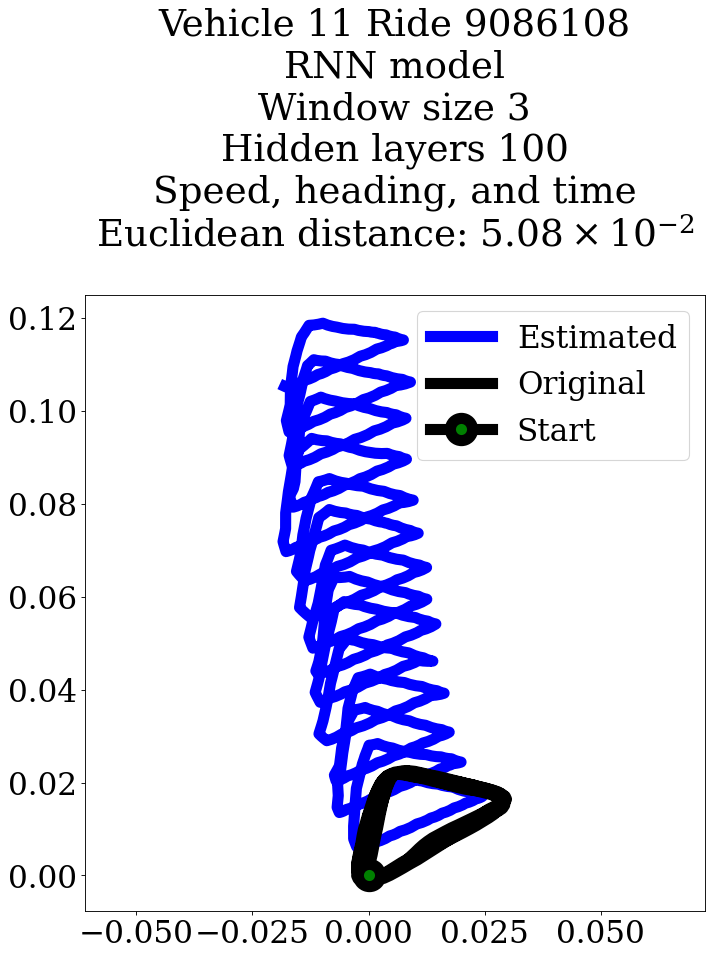 Vehicle 11 Ride 9086108
RNN model
Window size 3
Hidden layers 100
Speed, heading, and time
Euclidean distance: 5.08 × 10⁻²
Estimated
Original
Start
0.12
0.10
0.08
0.06
0.04
0.02
0.00
−0.050 −0.025 0.000 0.025 0.050